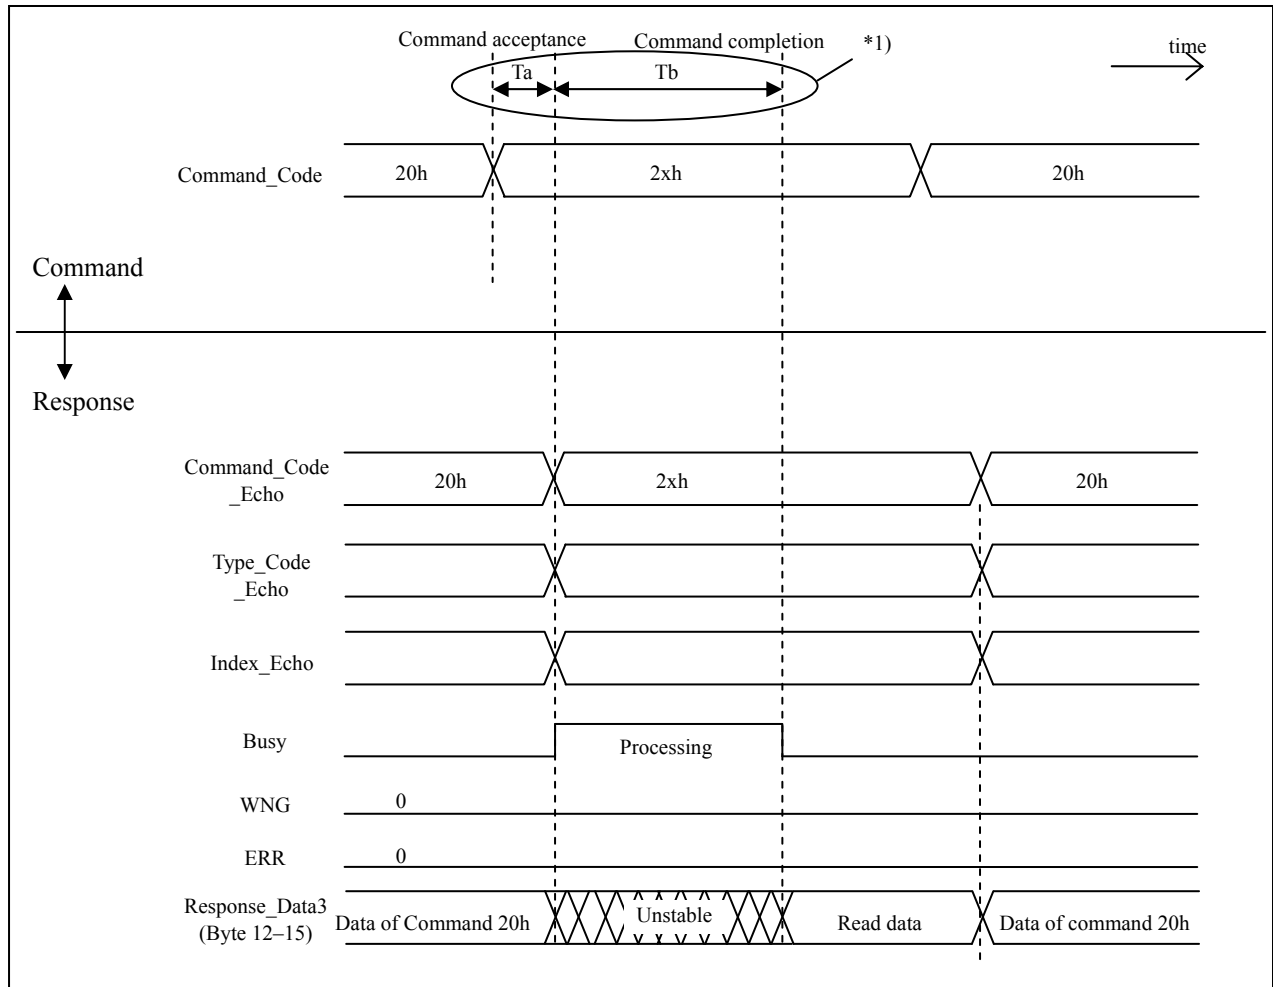 Command acceptance
Command completion
*1)
time
Ta
Tb
Command_Code
20h
2xh
20h
Command
Response
Command_Code
_Echo
20h
2xh
20h
Type_Code
_Echo
Index_Echo
Busy
Processing
WNG
0
ERR
0
Response_Data3
(Byte 12–15)
Data of Command 20h
Unstable
Read data
Data of command 20h